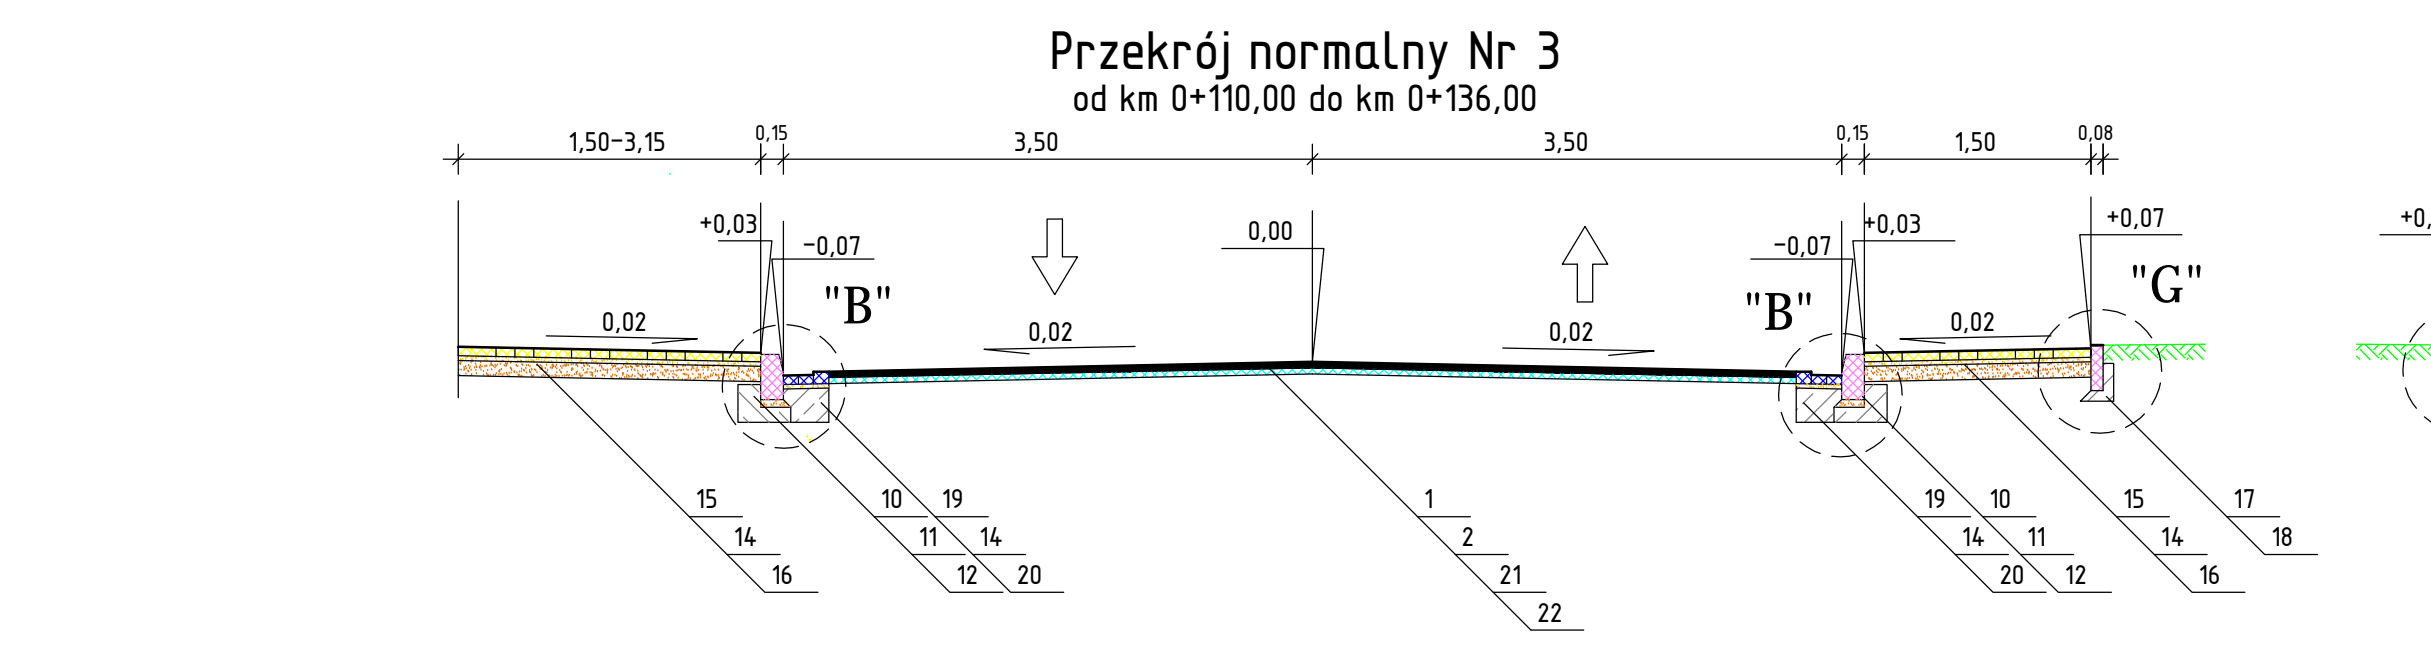 Przekrój normalny Nr 3
od km 0+110,00 do km 0+136,00
1,50-3,15 0,15 3,50 3,50 0,15 1,50 0,08
+0,03 -0,07 0,00 -0,07 +0,03 +0,07 +0,
"B" "B" "G"
0,02 0,02 0,02 0,02
15 10 19 1 19 10 15 17
14 11 14 2 14 11 14 18
16 12 20 21 20 12 16
22